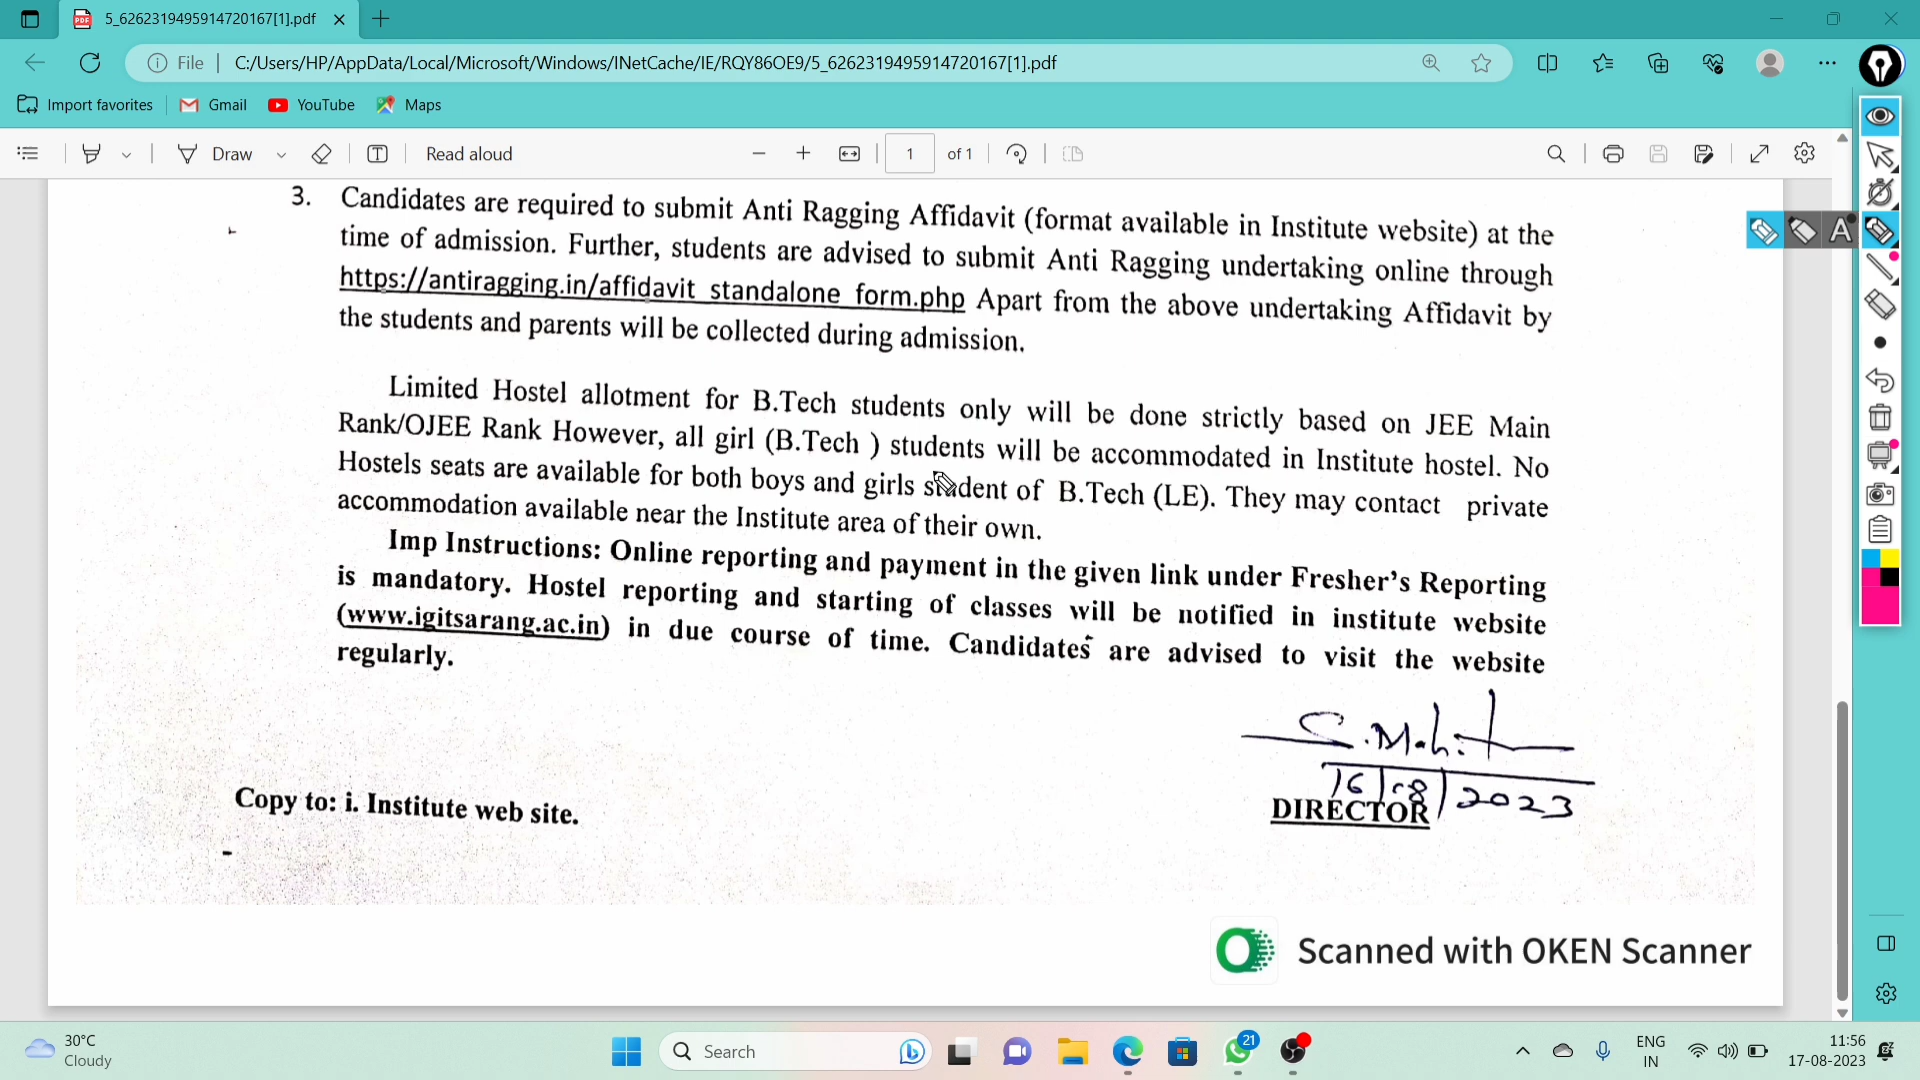 5_6262319495914720167[1].pdf
File
C:/Users/HP/AppData/Local/Microsoft/Windows/INetCache/IE/RQY86OE9/5_6262319495914720167[1].pdf
Import favorites
Gmail
YouTube
Maps
Draw
Read aloud
1
of 1
3. Candidates are required to submit Anti Ragging Affidavit (format available in Institute website) at the
time of admission. Further, students are advised to submit Anti Ragging undertaking online through
https://antiragging.in/affidavit_standalone_form.php Apart from the above undertaking Affidavit by
the students and parents will be collected during admission.
Limited Hostel allotment for B.Tech students only will be done strictly based on JEE Main
Rank/OJEE Rank However, all girl (B.Tech ) students will be accommodated in Institute hostel. No
Hostels seats are available for both boys and girls student of B.Tech (LE). They may contact private
accommodation available near the Institute area of their own.
Imp Instructions: Online reporting and payment in the given link under Fresher's Reporting
is mandatory. Hostel reporting and starting of classes will be notified in institute website
(www.igitsarang.ac.in) in due course of time. Candidates are advised to visit the website
regularly.
16/08/2023
DIRECTOR
Copy to: i. Institute web site.
Scanned with OKEN Scanner
A
30°C
Cloudy
Search
21
ENG
IN
11:56
17-08-2023